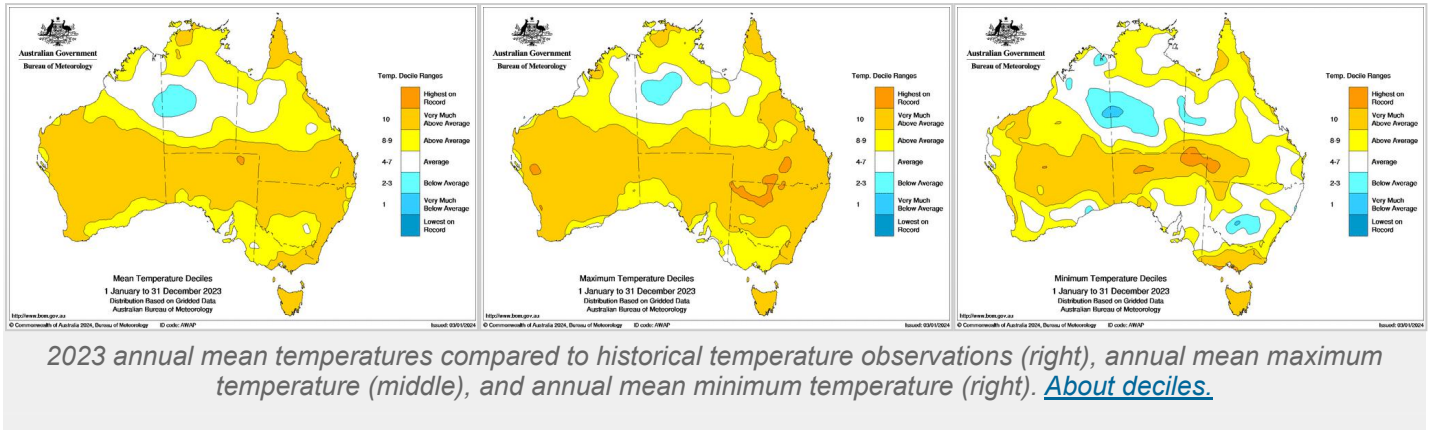 Australian Government
Bureau of Meteorology
Temp. Decile Ranges
Highest on
Record
10
Very Much
Above Average
8-9
Above Average
4-7
Average
2-3
Below Average
1
Very Much
Below Average
Lowest on
Record
Mean Temperature Deciles
1 January to 31 December 2023
Distribution Based on Gridded Data
Australian Bureau of Meteorology
http://www.bom.gov.au
© Commonwealth of Australia 2024, Bureau of Meteorology ID code: AWAP Issued: 03/01/2024
Australian Government
Bureau of Meteorology
Temp. Decile Ranges
Highest on
Record
10
Very Much
Above Average
8-9
Above Average
4-7
Average
2-3
Below Average
1
Very Much
Below Average
Lowest on
Record
Maximum Temperature Deciles
1 January to 31 December 2023
Distribution Based on Gridded Data
Australian Bureau of Meteorology
http://www.bom.gov.au
© Commonwealth of Australia 2024, Bureau of Meteorology ID code: AWAP Issued: 03/01/2024
Australian Government
Bureau of Meteorology
Temp. Decile Ranges
Highest on
Record
10
Very Much
Above Average
8-9
Above Average
4-7
Average
2-3
Below Average
1
Very Much
Below Average
Lowest on
Record
Minimum Temperature Deciles
1 January to 31 December 2023
Distribution Based on Gridded Data
Australian Bureau of Meteorology
http://www.bom.gov.au
© Commonwealth of Australia 2024, Bureau of Meteorology ID code: AWAP Issued: 03/01/2024
2023 annual mean temperatures compared to historical temperature observations (right), annual mean maximum
temperature (middle), and annual mean minimum temperature (right). About deciles.